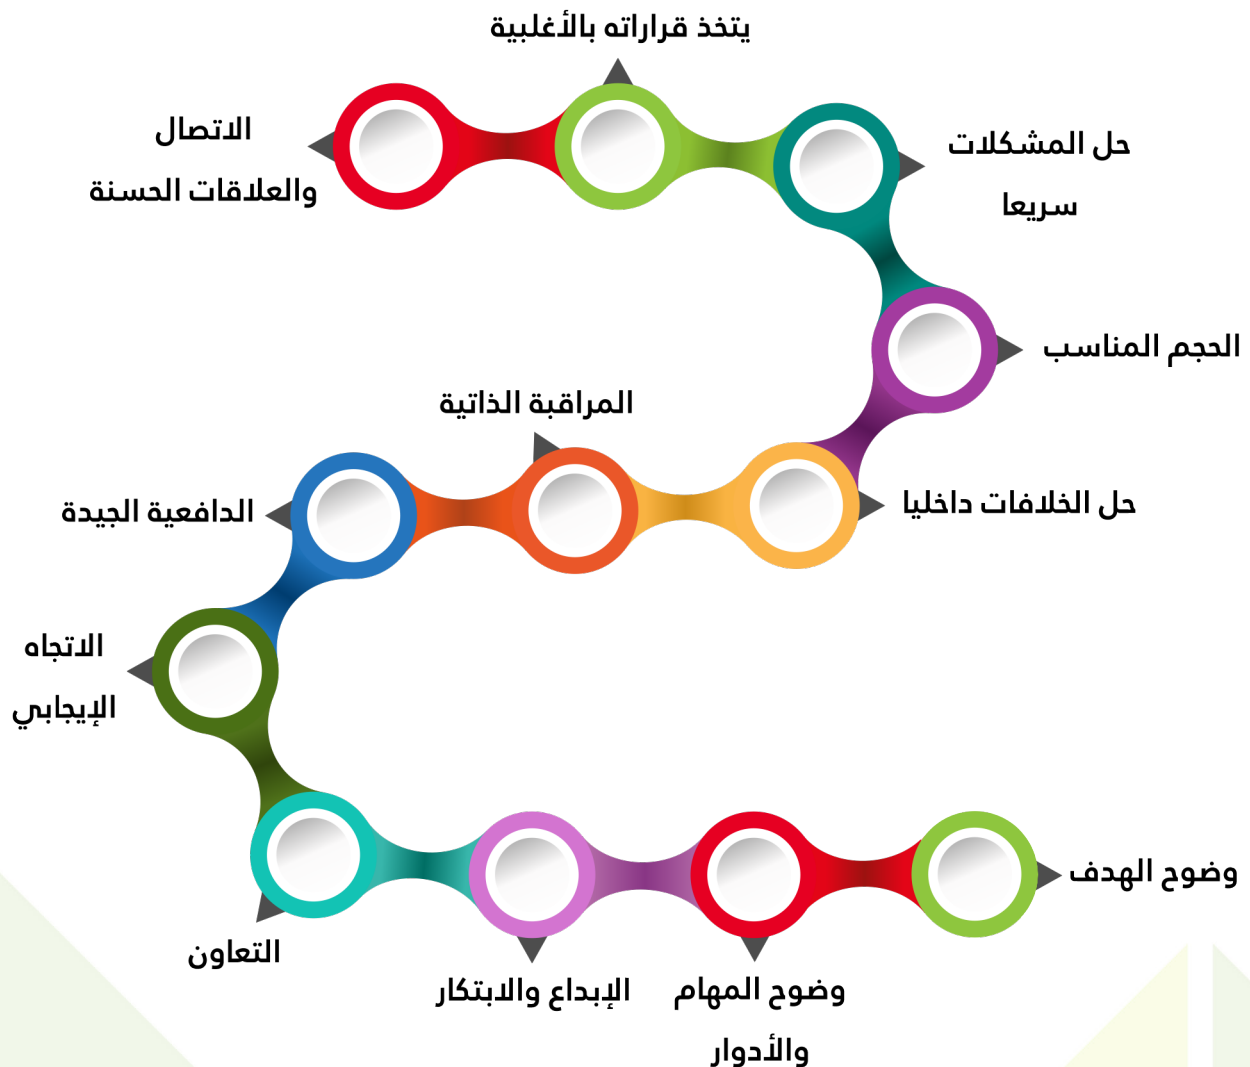 يتخذ قراراته بالأغلبية
الاتصال
والعلاقات الحسنة
حل المشكلات
سريعا
الحجم المناسب
المراقبة الذاتية
حل الخلافات داخليا
الدافعية الجيدة
الاتجاه
الإيجابي
وضوح الهدف
وضوح المهام
والأدوار
الإبداع والابتكار
التعاون